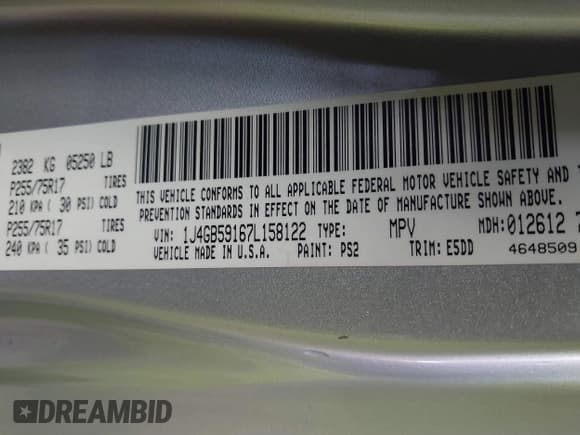 2382 KG 05250 LB
P255/75R17 TIRES
210 KPA ( 30 PSI) COLD
P255/75R17 TIRES
240 KPA ( 35 PSI) COLD
THIS VEHICLE CONFORMS TO ALL APPLICABLE FEDERAL MOTOR VEHICLE SAFETY AND
PREVENTION STANDARDS IN EFFECT ON THE DATE OF MANUFACTURE SHOWN ABOVE.
VIN: 1J4GB59167L158122 TYPE: MPV MDH:012612
VEHICLE MADE IN U.S.A. PAINT: PS2 TRIM: E5DD
4648509
DREAMBID